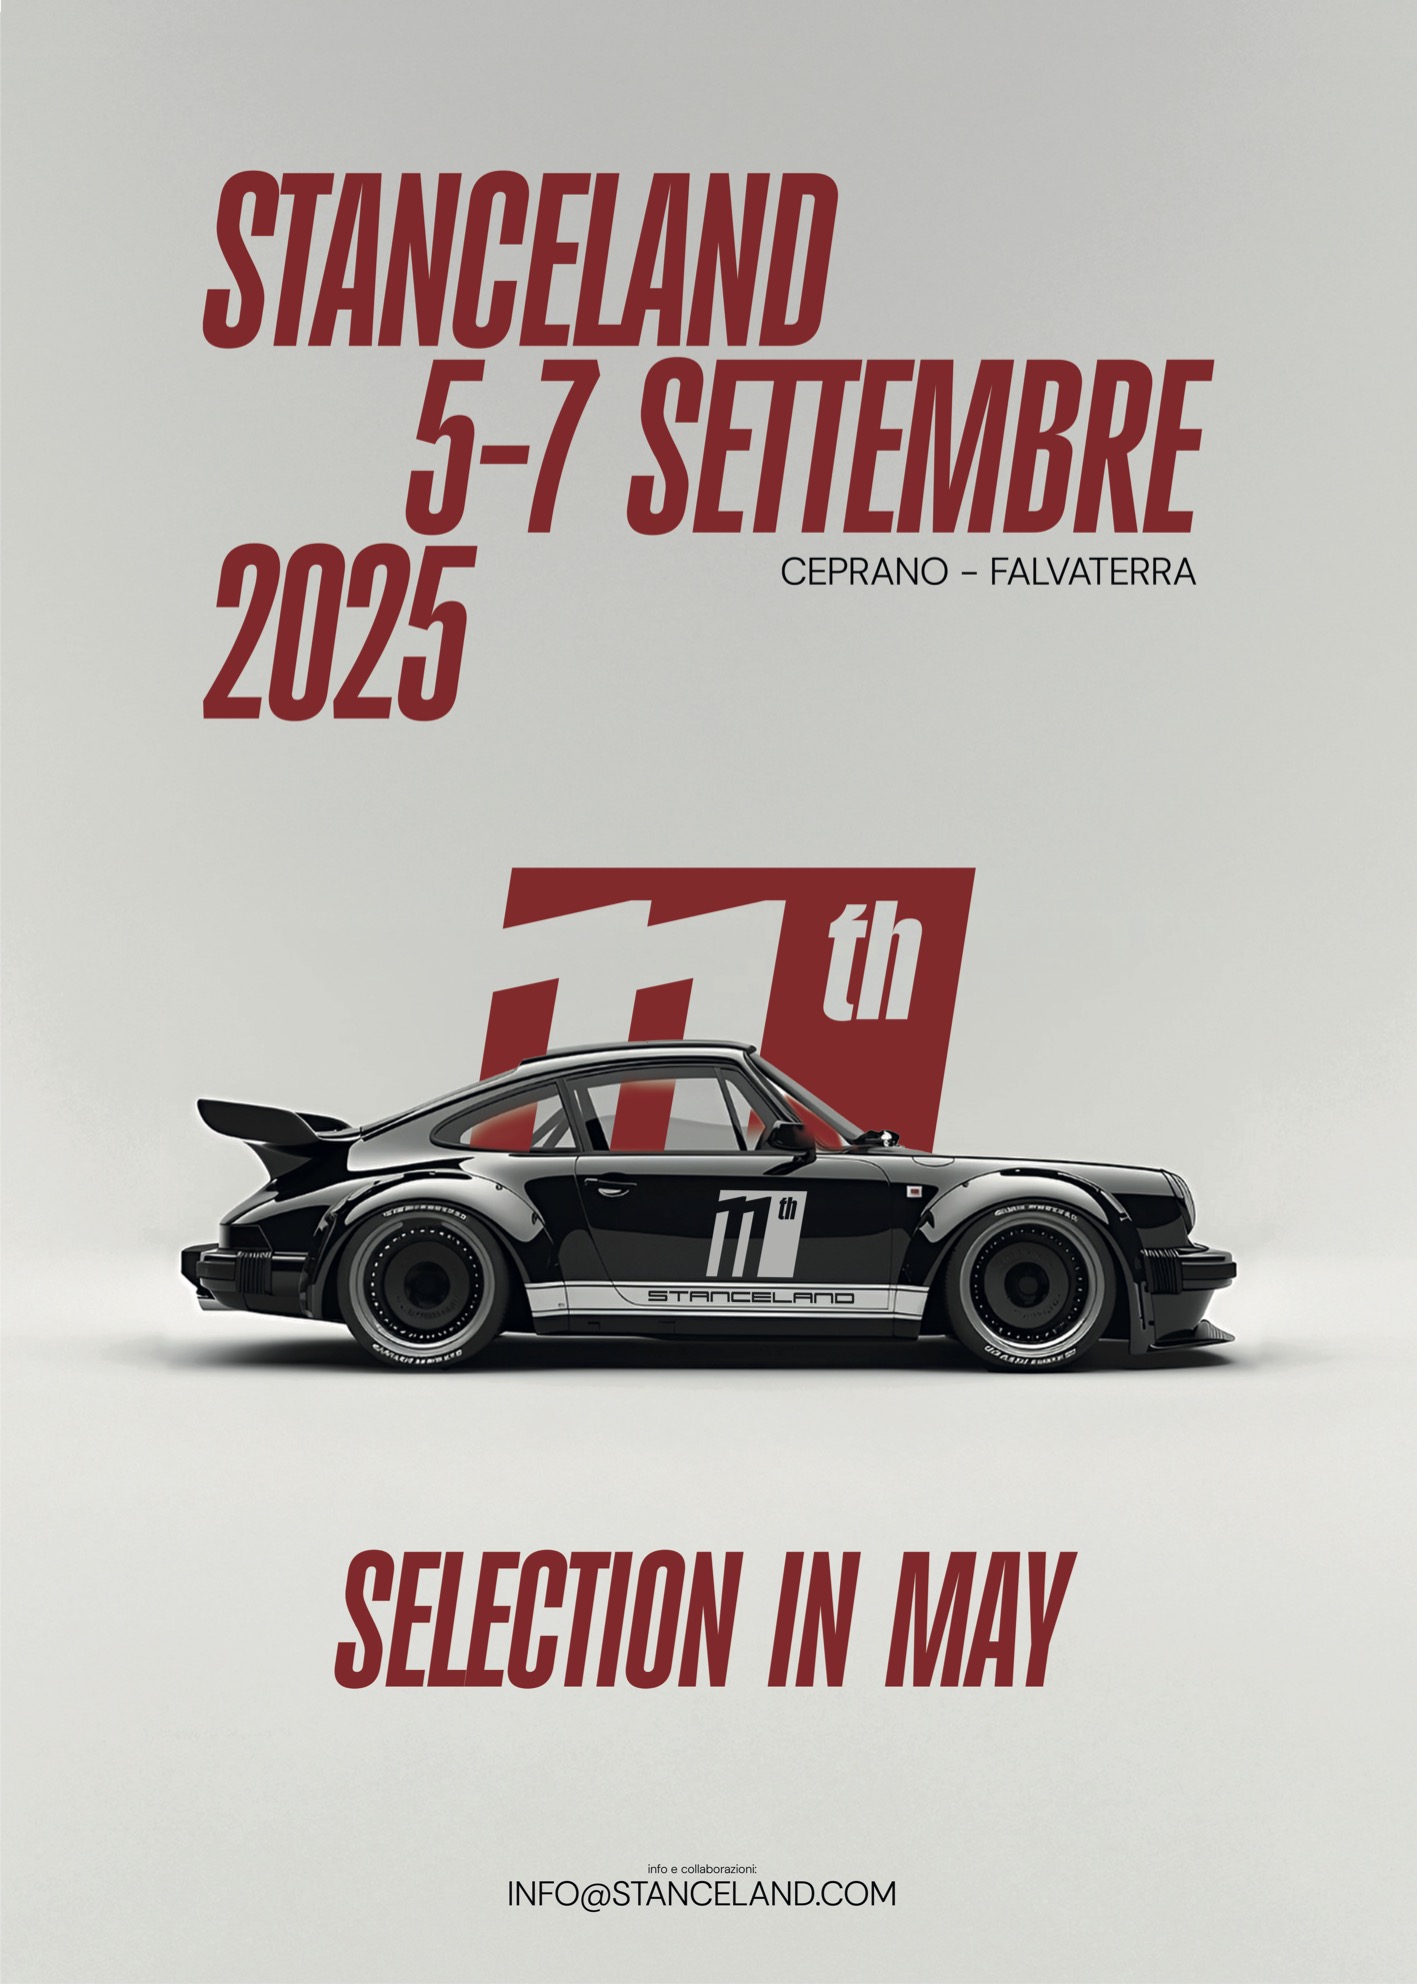 STANCELAND
5-7 SETTEMBRE
2025
CEPRANO - FALVATERRA
11th
11th
STANCELAND
SELECTION IN MAY
info e collaborazioni:
INFO@STANCELAND.COM